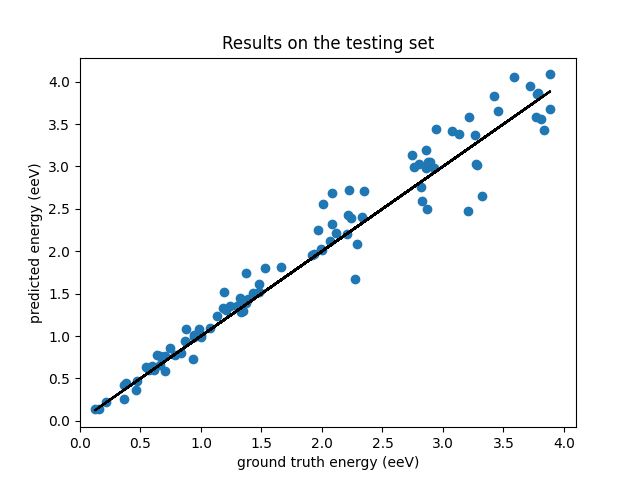 Results on the testing set
4.0
3.5
3.0
2.5
2.0
1.5
1.0
0.5
0.0
predicted energy (eeV)
0.0 0.5 1.0 1.5 2.0 2.5 3.0 3.5 4.0
ground truth energy (eeV)